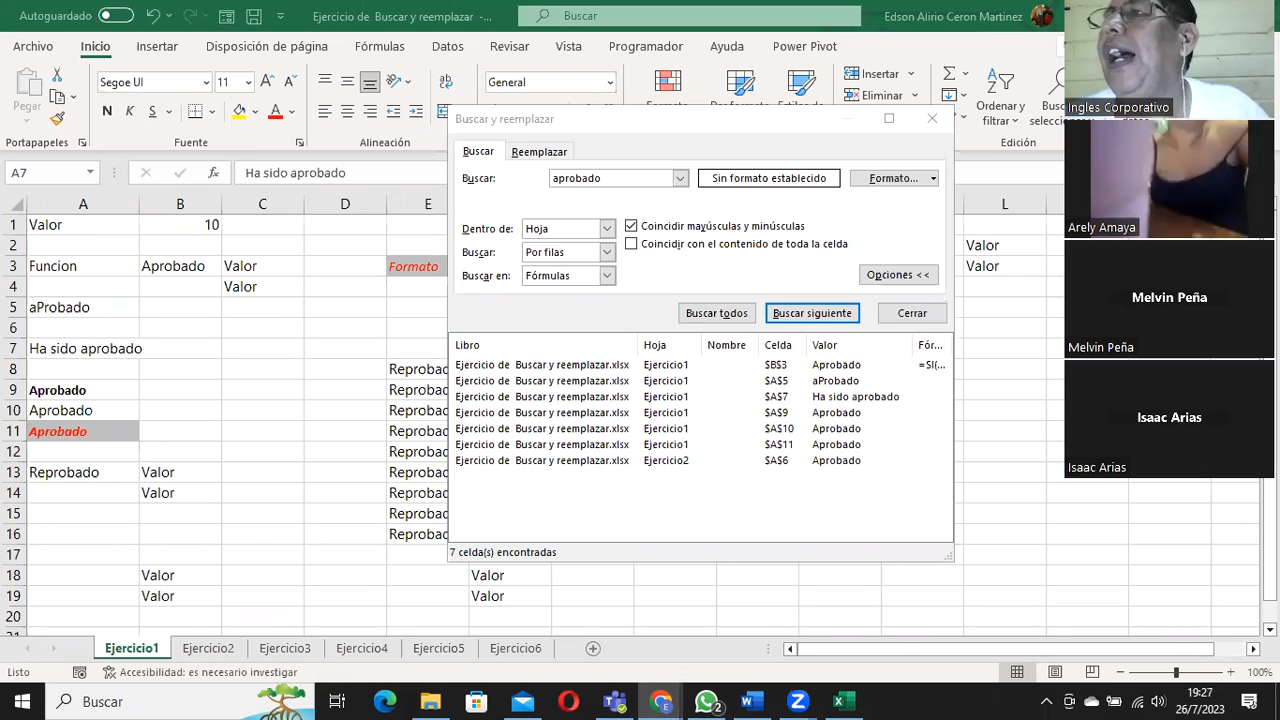 Autoguardado
Ejercicio de Buscar y reemplazar
Buscar
Edson Alirio Ceron Martinez
Archivo Inicio Insertar Disposición de página Fórmulas Datos Revisar Vista Programador Ayuda Power Pivot
Pegar
Segoe UI 11
N K S
General
Insertar
Eliminar
Ordenar y
filtrar
Portapapeles Fuente Alineación Edición
A7 Ha sido aprobado
A B C D E L
1 Valor 10
2 Valor
3 Funcion Aprobado Valor Formato Valor
4 Valor
5 aProbado
6
7 Ha sido aprobado
8
9 Aprobado
10 Aprobado
11 Aprobado
12
13 Reprobado Valor
14 Valor
15
16
17
18 Valor Valor
19 Valor Valor
20
Buscar y reemplazar
Buscar Reemplazar
Buscar: aprobado Sin formato establecido Formato...
Dentro de: Hoja Coincidir mayúsculas y minúsculas
Coincidir con el contenido de toda la celda
Buscar: Por filas
Buscar en: Fórmulas Opciones <<
Buscar todos Buscar siguiente Cerrar
Libro Hoja Nombre Celda Valor Fór...
Ejercicio de Buscar y reemplazar.xlsx Ejercicio1 $B$3 Aprobado =SI(...
Ejercicio de Buscar y reemplazar.xlsx Ejercicio1 $A$5 aProbado
Ejercicio de Buscar y reemplazar.xlsx Ejercicio1 $A$7 Ha sido aprobado
Ejercicio de Buscar y reemplazar.xlsx Ejercicio1 $A$9 Aprobado
Ejercicio de Buscar y reemplazar.xlsx Ejercicio1 $A$10 Aprobado
Ejercicio de Buscar y reemplazar.xlsx Ejercicio1 $A$11 Aprobado
Ejercicio de Buscar y reemplazar.xlsx Ejercicio2 $A$6 Aprobado
7 celda(s) encontradas
Ingles Corporativo
Arely Amaya
Melvin Peña
Melvin Peña
Isaac Arias
Isaac Arias
Ejercicio1 Ejercicio2 Ejercicio3 Ejercicio4 Ejercicio5 Ejercicio6
Listo Accesibilidad: es necesario investigar 100%
Buscar
2
19:27
26/7/2023